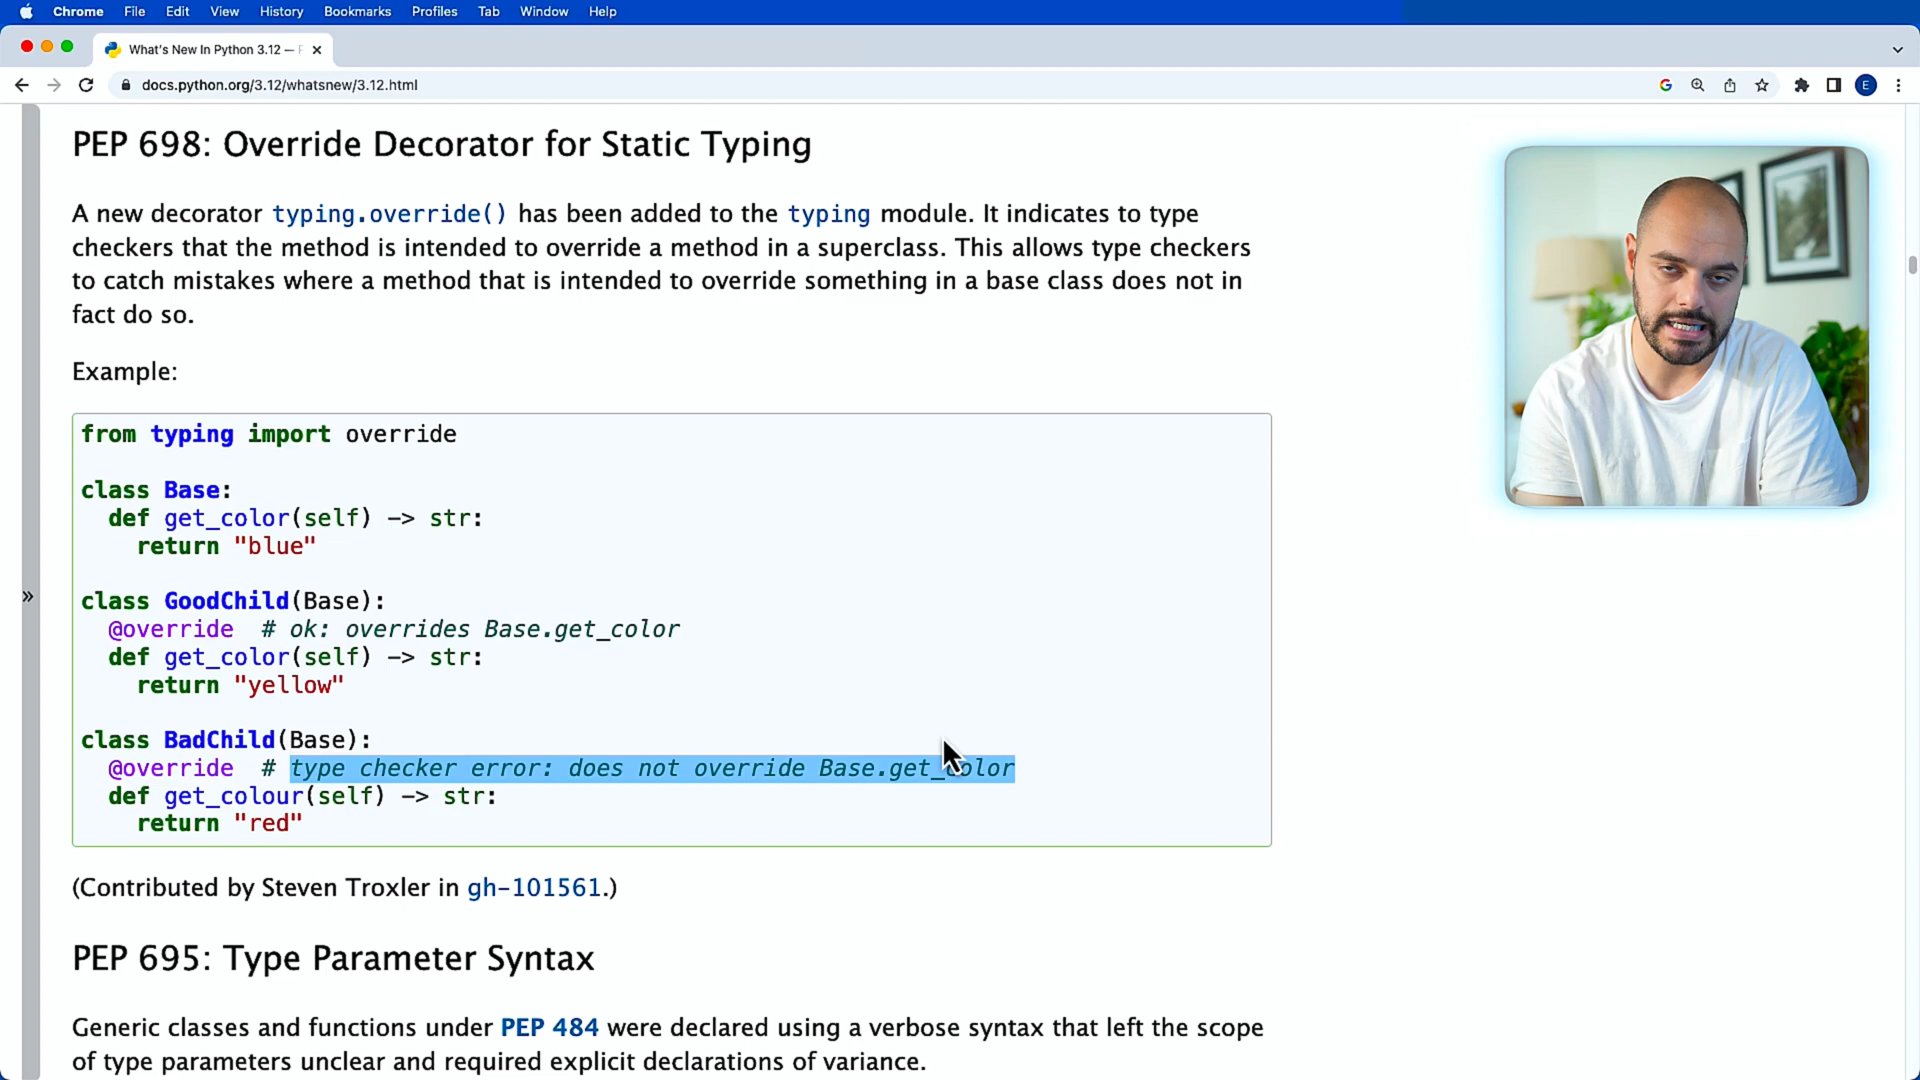 Chrome File Edit View History Bookmarks Profiles Tab Window Help
What's New In Python 3.12 —
docs.python.org/3.12/whatsnew/3.12.html
E
PEP 698: Override Decorator for Static Typing
A new decorator typing.override() has been added to the typing module. It indicates to type
checkers that the method is intended to override a method in a superclass. This allows type checkers
to catch mistakes where a method that is intended to override something in a base class does not in
fact do so.
Example:
from typing import override
class Base:
  def get_color(self) -> str:
    return "blue"
class GoodChild(Base):
  @override  # ok: overrides Base.get_color
  def get_color(self) -> str:
    return "yellow"
»
class BadChild(Base):
  @override  # type checker error: does not override Base.get_color
  def get_colour(self) -> str:
    return "red"
(Contributed by Steven Troxler in gh-101561.)
PEP 695: Type Parameter Syntax
Generic classes and functions under PEP 484 were declared using a verbose syntax that left the scope
of type parameters unclear and required explicit declarations of variance.